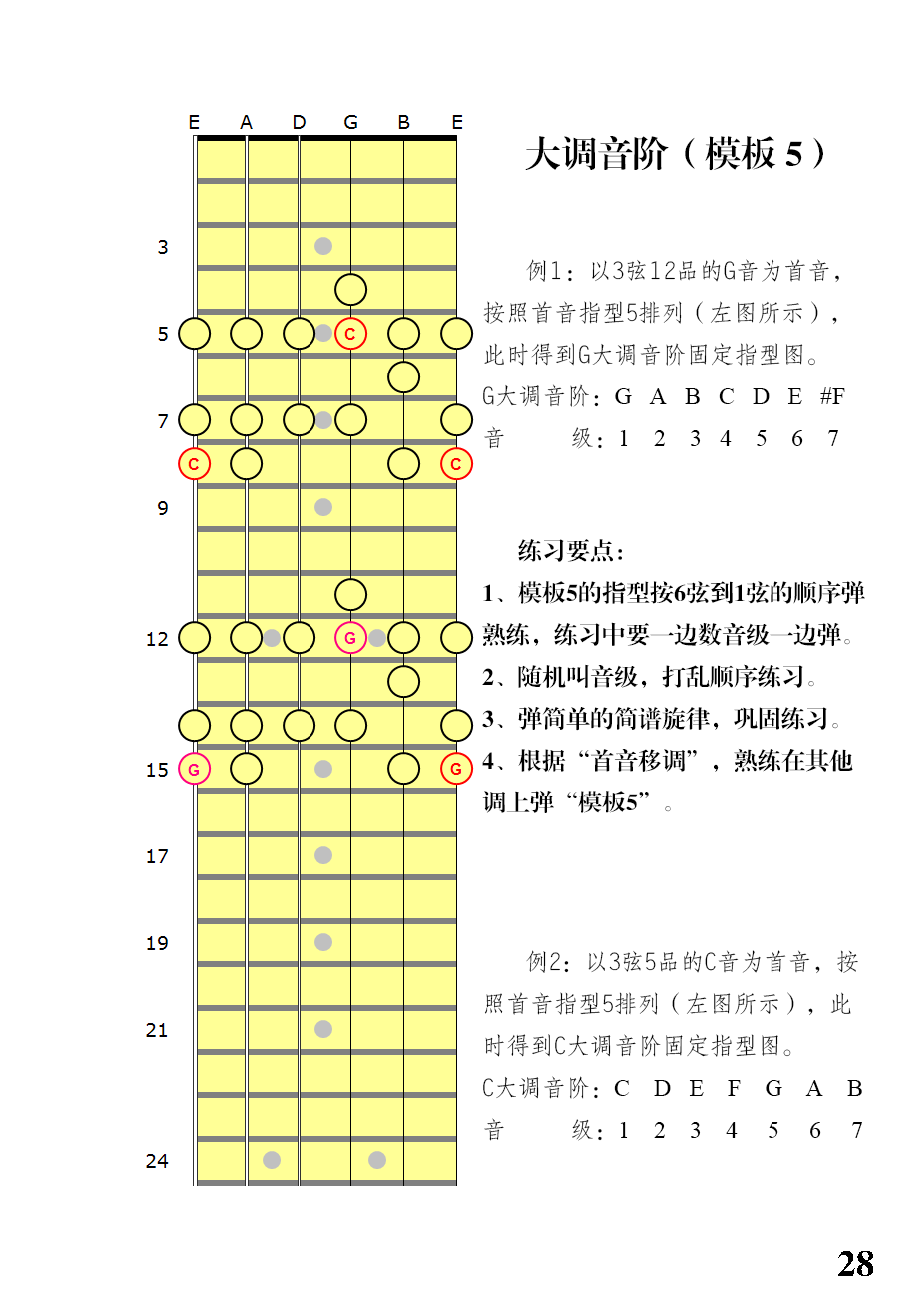 E A D G B E
大调音阶（模板 5）
3
例1：以3弦12品的G音为首音，
按照首音指型5排列（左图所示），
5
C
此时得到G大调音阶固定指型图。
G大调音阶：G A B C D E #F
7
音 级：1 2 3 4 5 6 7
C C
9
练习要点：
1、模板5的指型按6弦到1弦的顺序弹
12
G
熟练，练习中要一边数音级一边弹。
2、随机叫音级，打乱顺序练习。
3、弹简单的简谱旋律，巩固练习。
15
G G
4、根据“首音移调”，熟练在其他
调上弹“模板5”。
17
19
例2：以3弦5品的C音为首音，按
照首音指型5排列（左图所示），此
21
时得到C大调音阶固定指型图。
C大调音阶：C D E F G A B
音 级：1 2 3 4 5 6 7
24
28